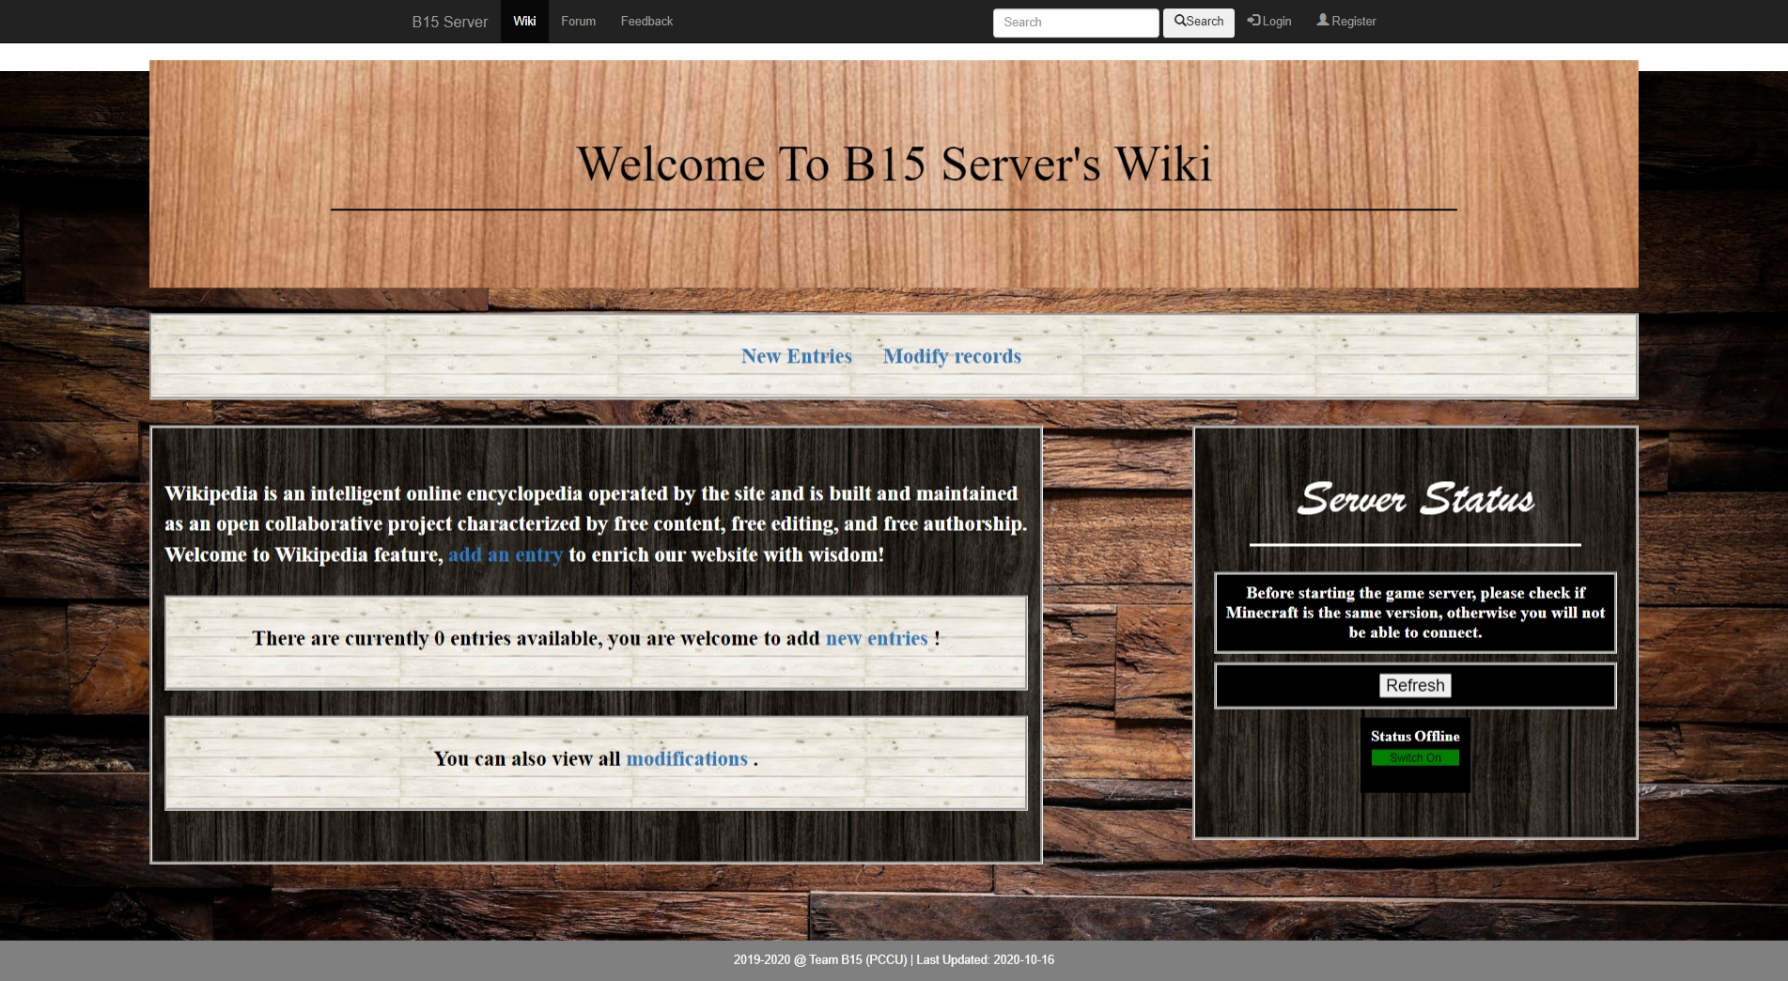 B15 Server Wiki Forum Feedback Search Search Login Register
Welcome To B15 Server's Wiki
New Entries Modify records
Wikipedia is an intelligent online encyclopedia operated by the site and is built and maintained
as an open collaborative project characterized by free content, free editing, and free authorship.
Welcome to Wikipedia feature, add an entry to enrich our website with wisdom!
There are currently 0 entries available, you are welcome to add new entries !
You can also view all modifications .
Server Status
Before starting the game server, please check if
Minecraft is the same version, otherwise you will not
be able to connect.
Refresh
Status Offline
Switch On
2019-2020 @ Team B15 (PCCU) | Last Updated: 2020-10-16